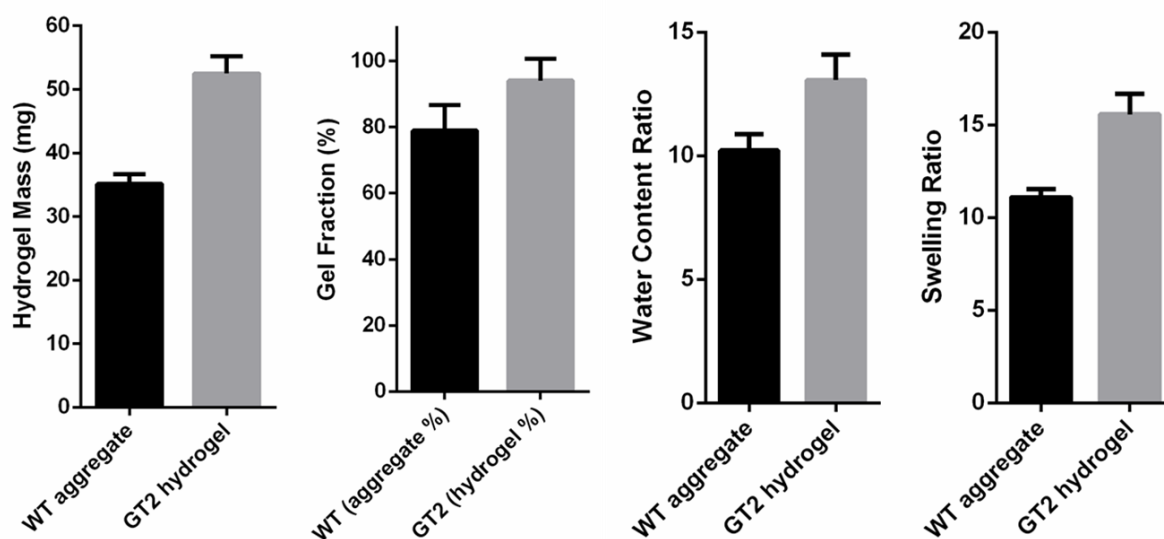 Hydrogel Mass (mg)
60
50
40
30
20
10
0
WT aggregate
GT2 hydrogel
Gel Fraction (%)
100
80
60
40
20
0
WT (aggregate %)
GT2 (hydrogel %)
Water Content Ratio
15
10
5
0
WT aggregate
GT2 hydrogel
Swelling Ratio
20
15
10
5
0
WT aggregate
GT2 hydrogel